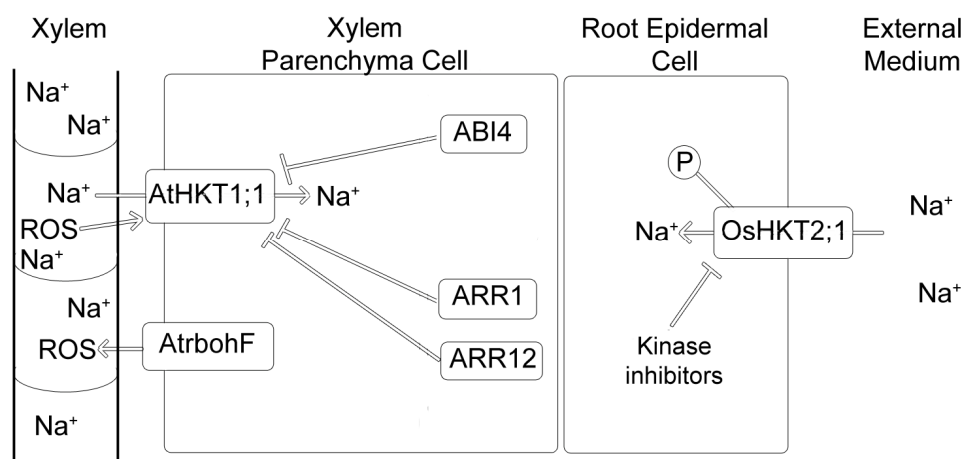 Xylem
Xylem
Parenchyma Cell
Root Epidermal
Cell
External
Medium
Na⁺
Na⁺
ABI4
P
Na⁺
AtHKT1;1
Na⁺
Na⁺
ROS
Na⁺
OsHKT2;1
Na⁺
Na⁺
Na⁺
ARR1
Na⁺
ROS
AtrbohF
ARR12
Kinase
inhibitors
Na⁺